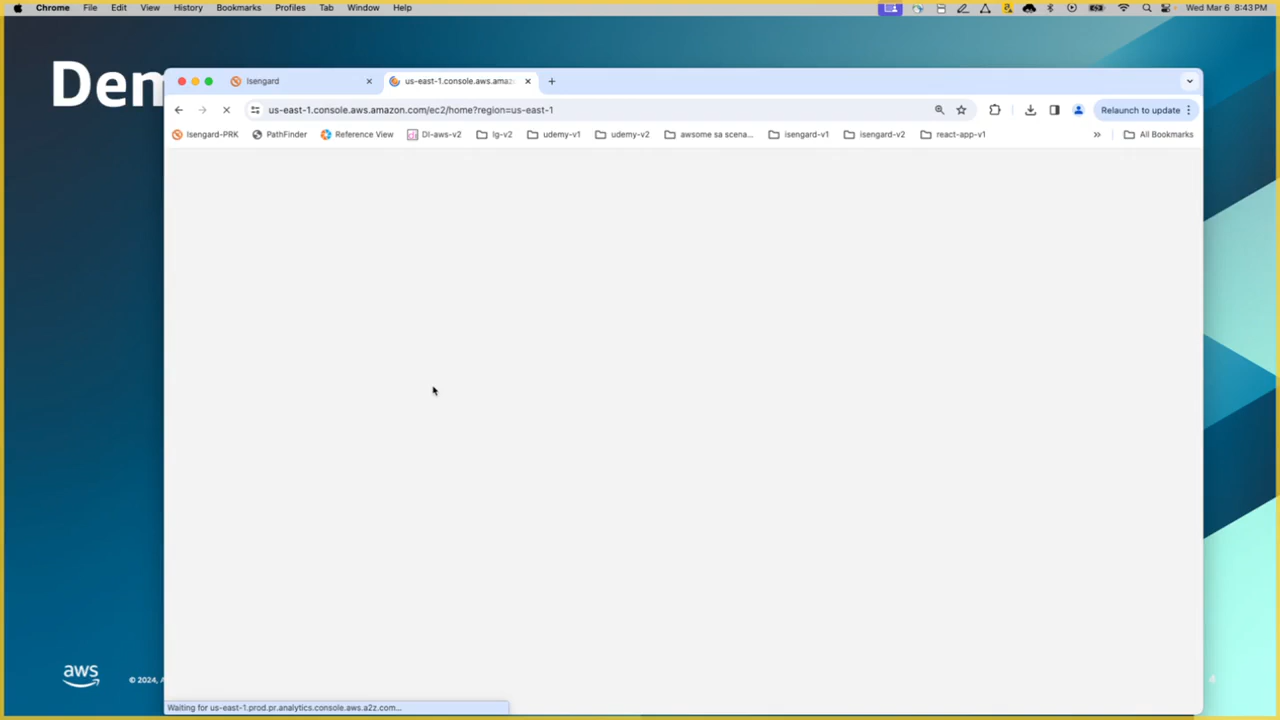 Chrome File Edit View History Bookmarks Profiles Tab Window Help Wed Mar 6 8:43PM
Dem
Isengard us-east-1.console.aws.amaz
us-east-1.console.aws.amazon.com/ec2/home?region=us-east-1 Relaunch to update
Isengard-PRK PathFinder Reference View DI-aws-v2 lg-v2 udemy-v1 udemy-v2 awsome sa scena... isengard-v1 isengard-v2 react-app-v1 » All Bookmarks
aws © 2024, A 4
Waiting for us-east-1.prod.pr.analytics.console.aws.a2z.com...